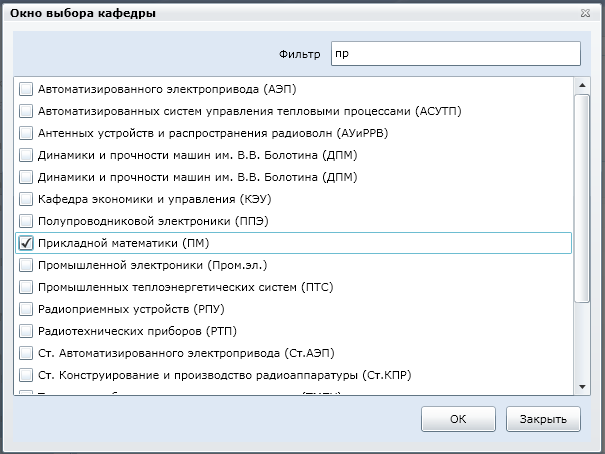 Окно выбора кафедры
Фильтр пр
Автоматизированного электропривода (АЭП)
Автоматизированных систем управления тепловыми процессами (АСУТП)
Антенных устройств и распространения радиоволн (АУиРРВ)
Динамики и прочности машин им. В.В. Болотина (ДПМ)
Динамики и прочности машин им. В.В. Болотина (ДПМ)
Кафедра экономики и управления (КЭУ)
Полупроводниковой электроники (ППЭ)
Прикладной математики (ПМ)
Промышленной электроники (Пром.эл.)
Промышленных теплоэнергетических систем (ПТС)
Радиоприемных устройств (РПУ)
Радиотехнических приборов (РТП)
Ст. Автоматизированного электропривода (Ст.АЭП)
Ст. Конструирование и производство радиоаппаратуры (Ст.КПР)
ОК Закрыть